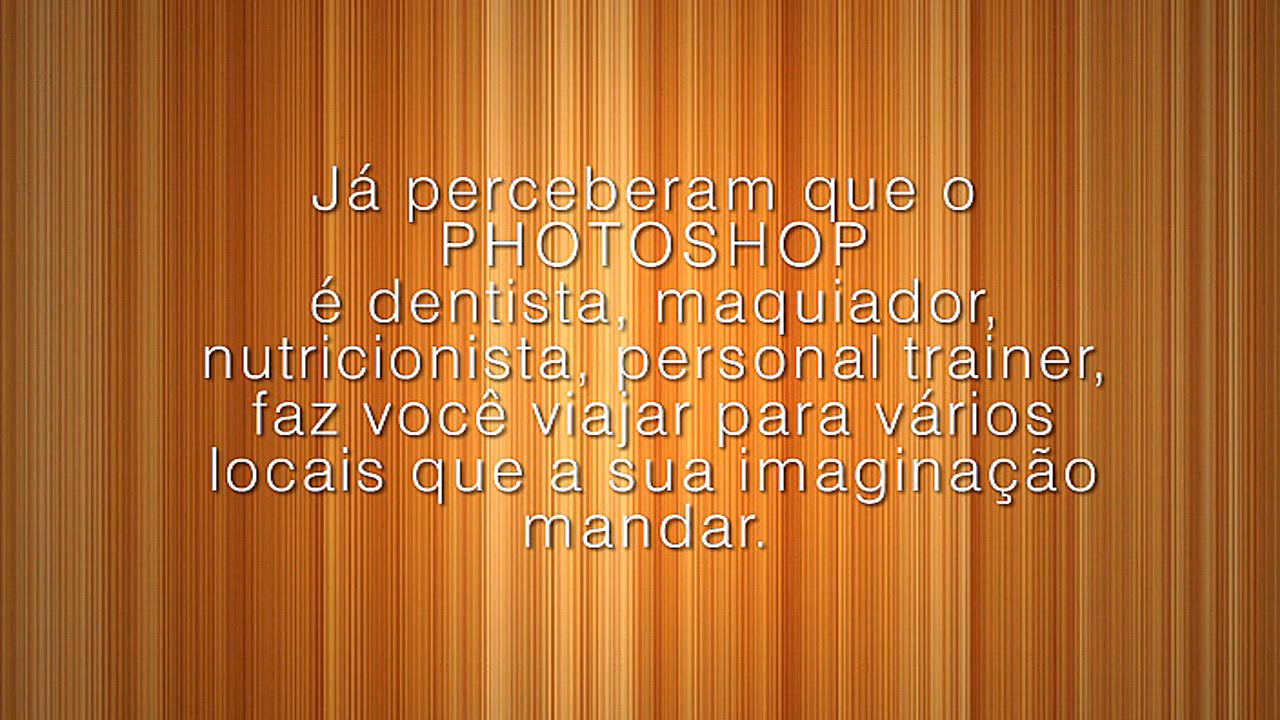 Já perceberam que o
PHOTOSHOP
é dentista, maquiador,
nutricionista, personal trainer,
faz você viajar para vários
locais que a sua imaginação
mandar.